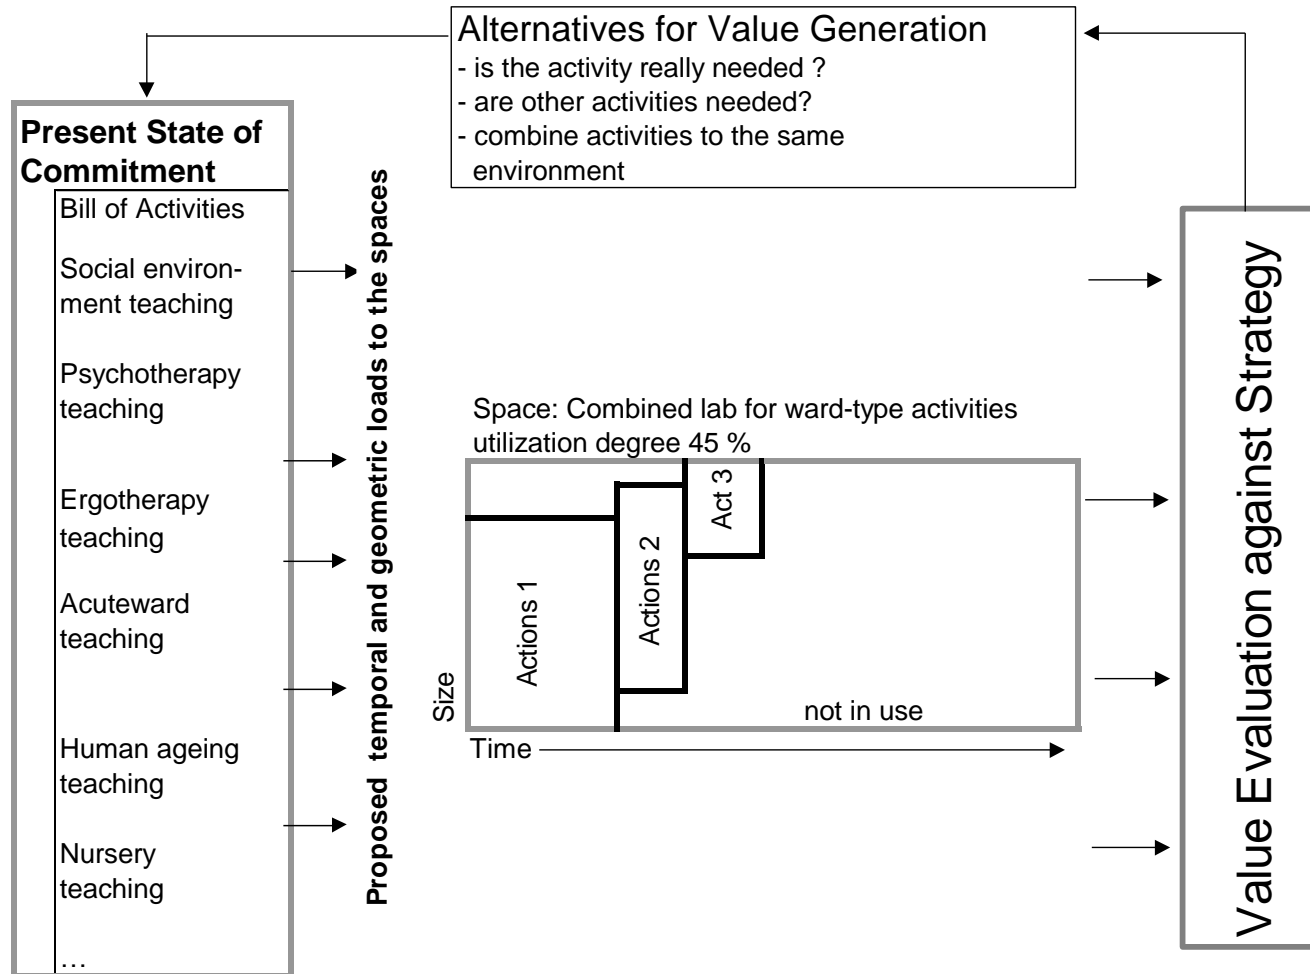 Alternatives for Value Generation
- is the activity really needed ?
- are other activities needed?
- combine activities to the same
environment
Present State of
Commitment
Bill of Activities
Social environ-
ment teaching
Psychotherapy
teaching
Ergotherapy
teaching
Acuteward
teaching
Human ageing
teaching
Nursery
teaching
…
Proposed temporal and geometric loads to the spaces
Space: Combined lab for ward-type activities
utilization degree 45 %
Actions 1
Actions 2
Act 3
not in use
Size
Time
Value Evaluation against Strategy